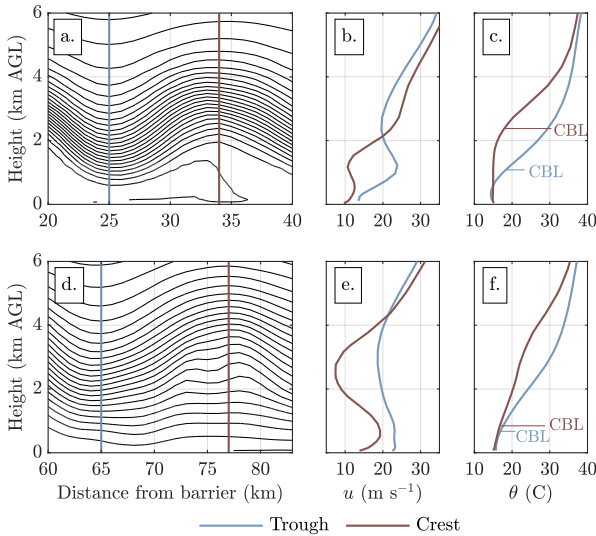 a.
b.
c.
Height (km AGL)
6
4
2
0
CBL
CBL
20 25 30 35 40
10 20 30
10 20 30 40
d.
e.
f.
Height (km AGL)
6
4
2
0
CBL
CBL
60 65 70 75 80
10 20 30
10 20 30 40
Distance from barrier (km)
u (m s⁻¹)
θ (C)
Trough Crest